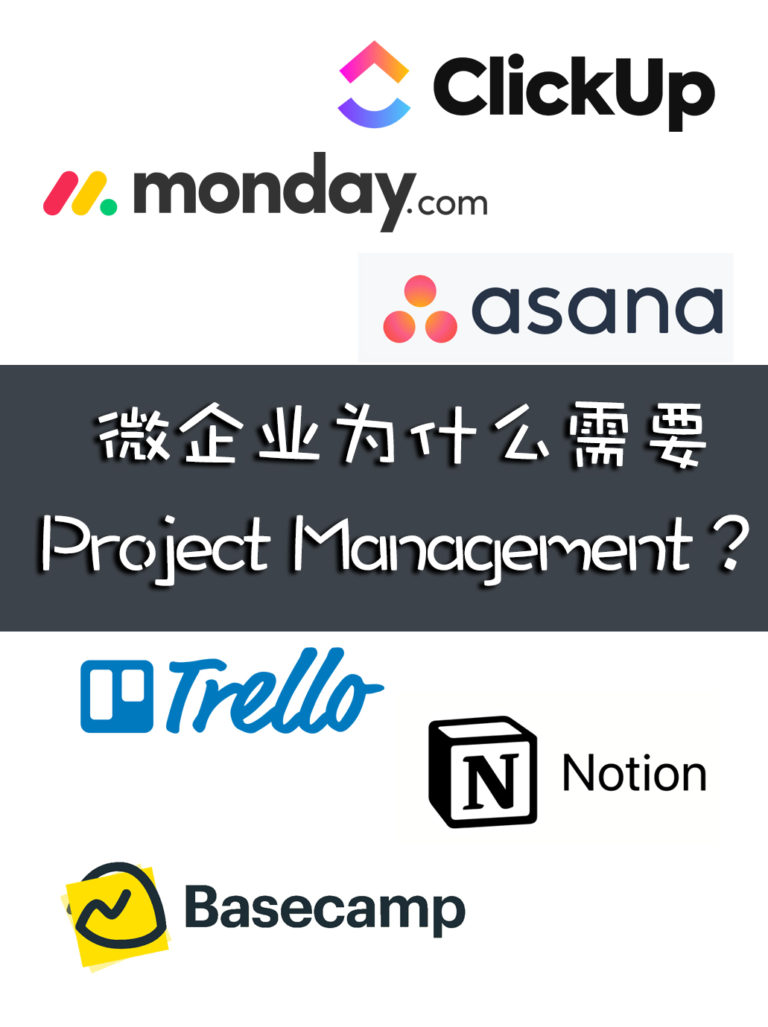 ClickUp
monday.com
asana
微企业为什么需要
Project Management?
Trello
N Notion
Basecamp